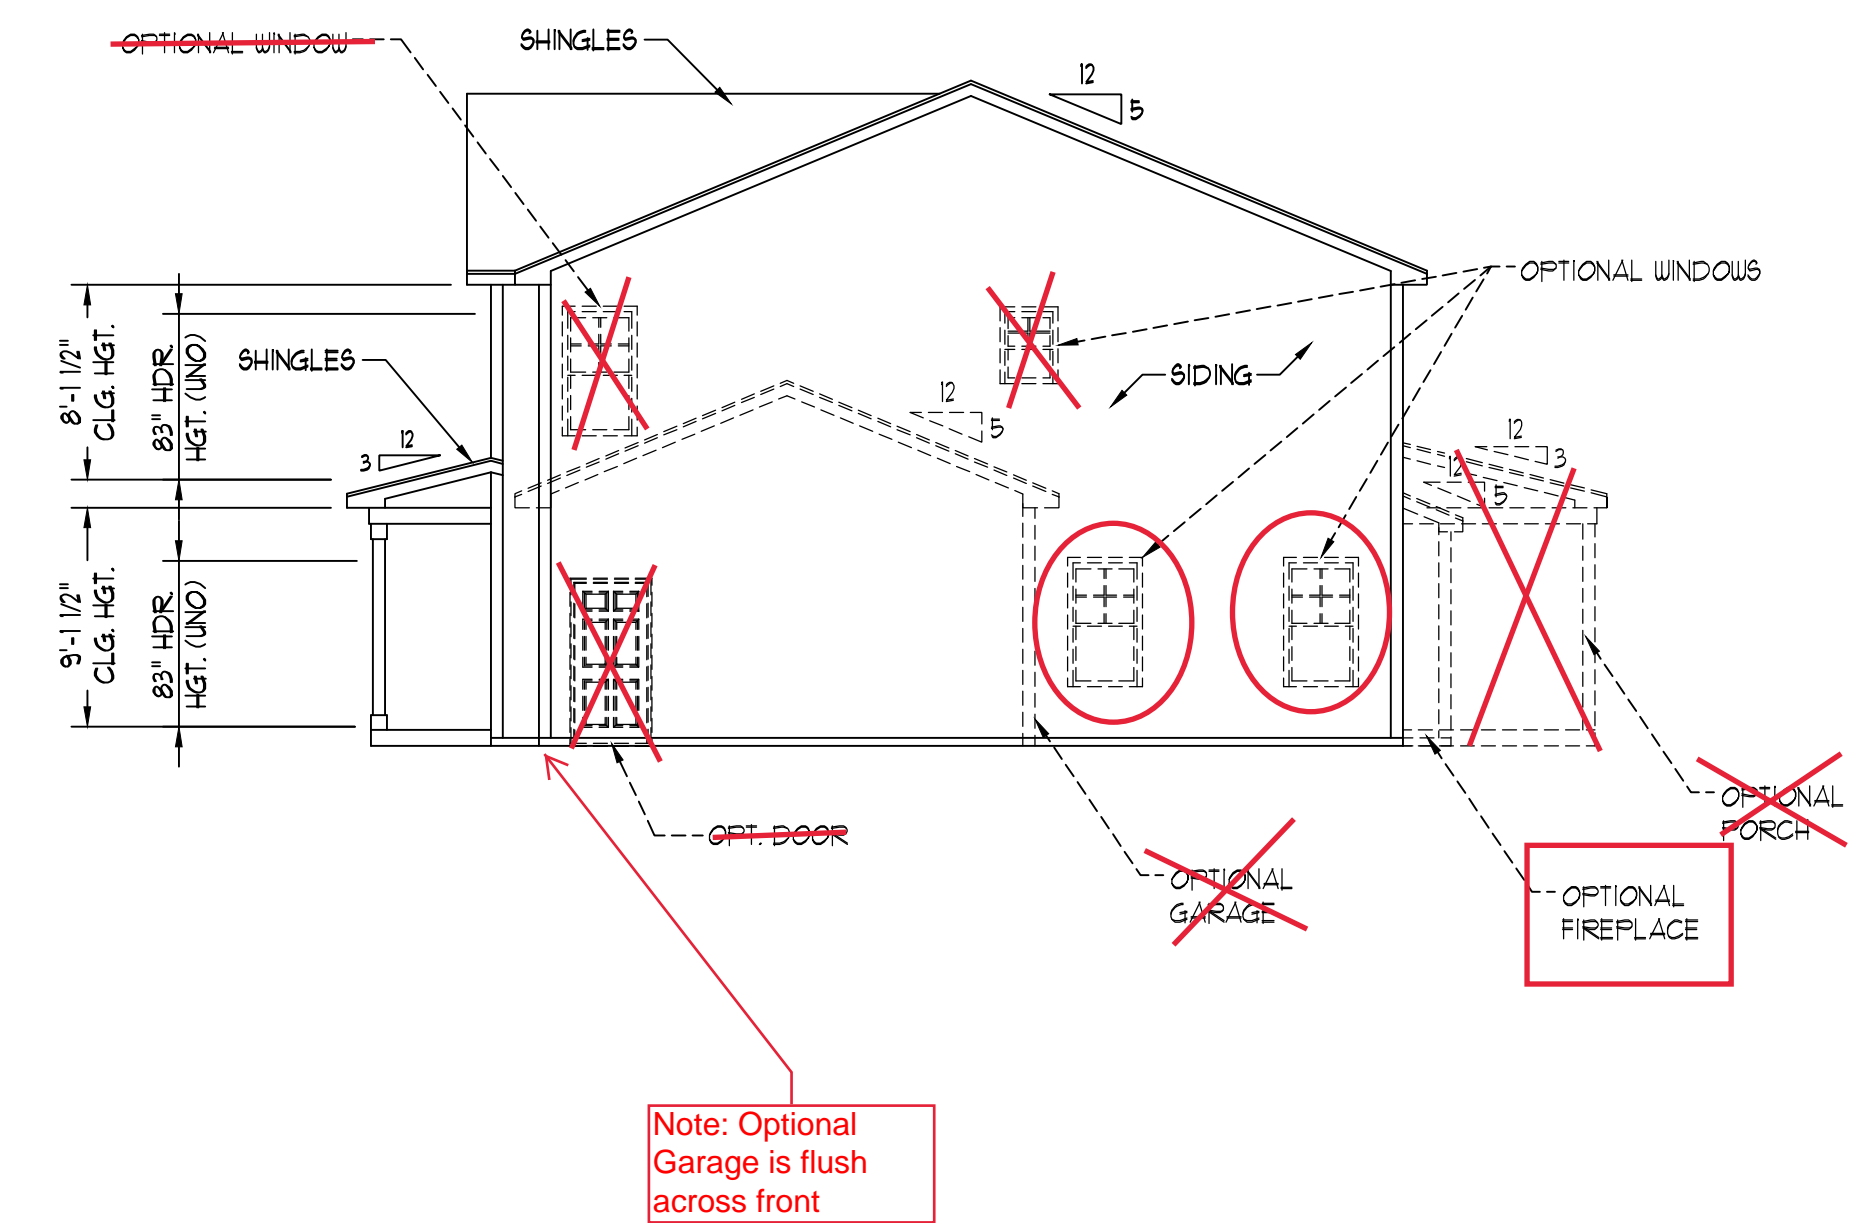 OPTIONAL WINDOW
SHINGLES
12
5
OPTIONAL WINDOWS
8'-1 1/2"
CLG. HGT.
83" HDR.
HGT. (UNO)
SHINGLES
SIDING
12
5
12
3
12
3
12
5
9'-1 1/2"
CLG. HGT.
83" HDR.
HGT. (UNO)
OPT. DOOR
OPTIONAL
GARAGE
OPTIONAL
PORCH
OPTIONAL
FIREPLACE
Note: Optional
Garage is flush
across front